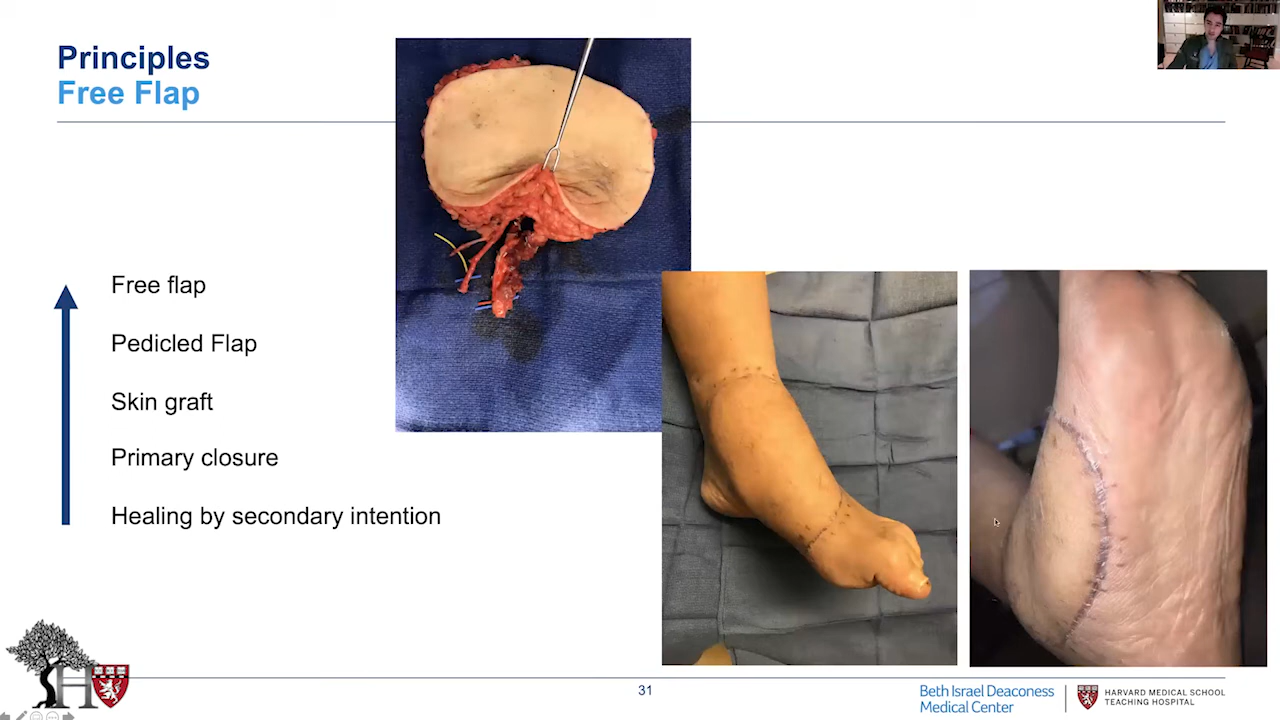 Principles
Free Flap
Free flap
Pedicled Flap
Skin graft
Primary closure
Healing by secondary intention
H
31
Beth Israel Deaconess
Medical Center
HARVARD MEDICAL SCHOOL
TEACHING HOSPITAL